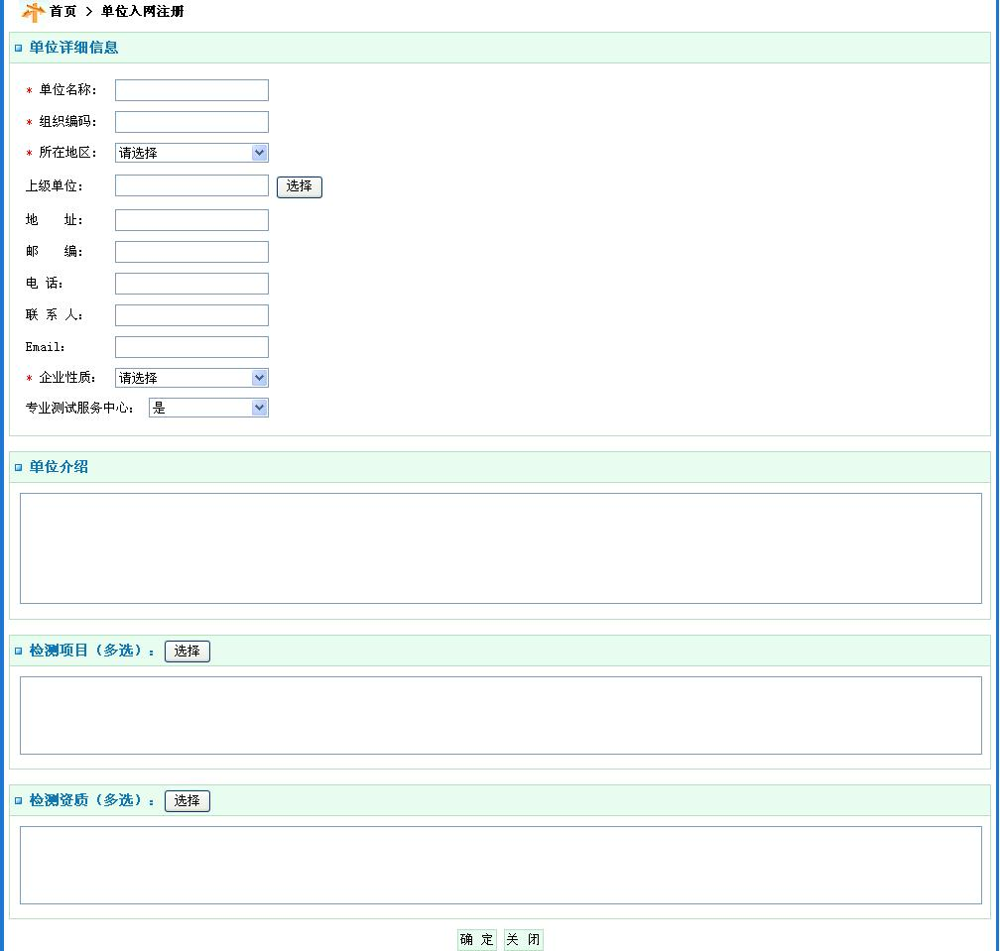 首页 > 单位入网注册
单位详细信息
* 单位名称：
* 组织编码：
* 所在地区： 请选择
上级单位： 选择
地　　址：
邮　　编：
电 话：
联 系 人：
Email：
* 企业性质： 请选择
专业测试服务中心： 是
单位介绍
检测项目（多选）： 选择
检测资质（多选）： 选择
确 定 关 闭